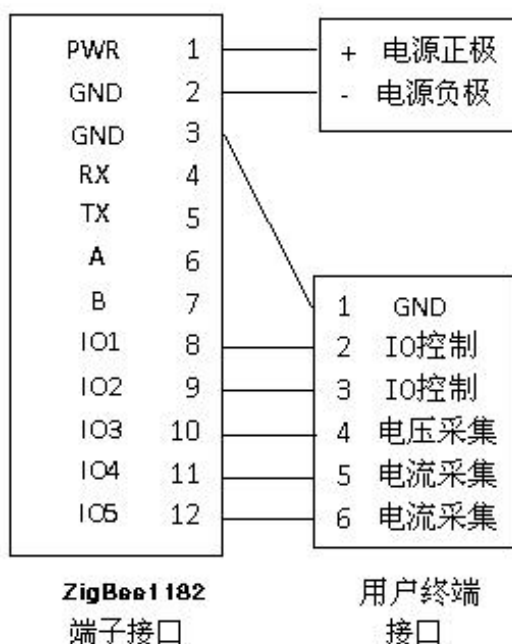 PWR 1
GND 2
GND 3
RX 4
TX 5
A 6
B 7
IO1 8
IO2 9
IO3 10
IO4 11
IO5 12
+ 电源正极
- 电源负极
1 GND
2 IO控制
3 IO控制
4 电压采集
5 电流采集
6 电流采集
ZigBee1182
端子接口
用户终端
接口